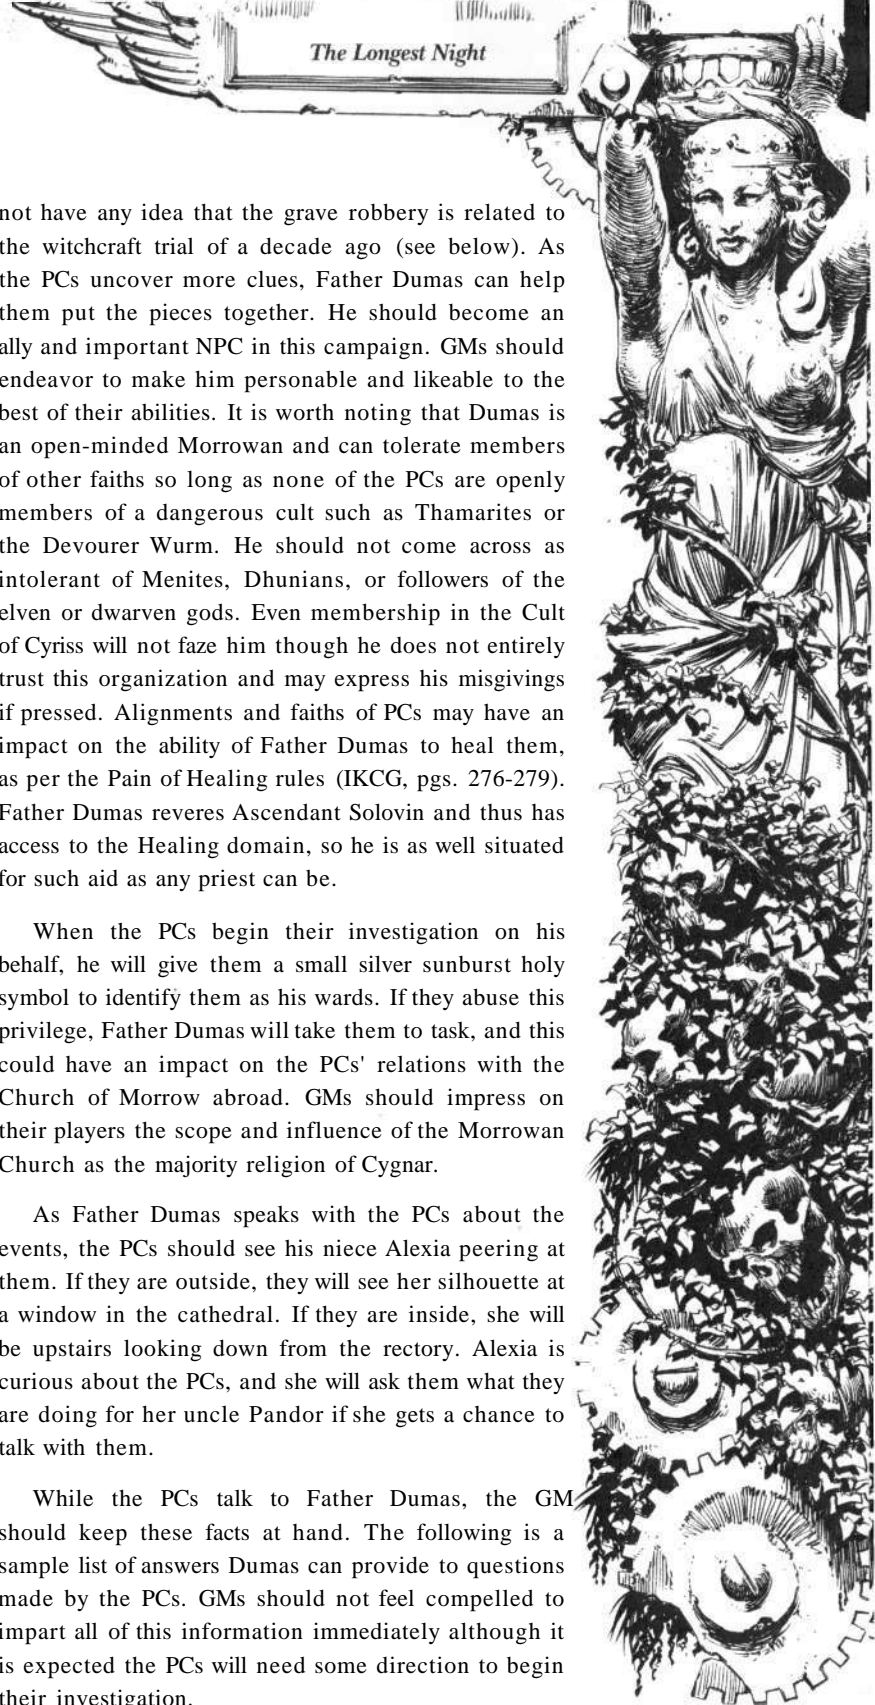 The Longest Night
not have any idea that the grave robbery is related to
the witchcraft trial of a decade ago (see below). As
the PCs uncover more clues, Father Dumas can help
them put the pieces together. He should become an
ally and important NPC in this campaign. GMs should
endeavor to make him personable and likeable to the
best of their abilities. It is worth noting that Dumas is
an open-minded Morrowan and can tolerate members
of other faiths so long as none of the PCs are openly
members of a dangerous cult such as Thamarites or
the Devourer Wurm. He should not come across as
intolerant of Menites, Dhunians, or followers of the
elven or dwarven gods. Even membership in the Cult
of Cyriss will not faze him though he does not entirely
trust this organization and may express his misgivings
if pressed. Alignments and faiths of PCs may have an
impact on the ability of Father Dumas to heal them,
as per the Pain of Healing rules (IKCG, pgs. 276-279).
Father Dumas reveres Ascendant Solovin and thus has
access to the Healing domain, so he is as well situated
for such aid as any priest can be.
When the PCs begin their investigation on his
behalf, he will give them a small silver sunburst holy
symbol to identify them as his wards. If they abuse this
privilege, Father Dumas will take them to task, and this
could have an impact on the PCs' relations with the
Church of Morrow abroad. GMs should impress on
their players the scope and influence of the Morrowan
Church as the majority religion of Cygnar.
As Father Dumas speaks with the PCs about the
events, the PCs should see his niece Alexia peering at
them. If they are outside, they will see her silhouette at
a window in the cathedral. If they are inside, she will
be upstairs looking down from the rectory. Alexia is
curious about the PCs, and she will ask them what they
are doing for her uncle Pandor if she gets a chance to
talk with them.
While the PCs talk to Father Dumas, the GM
should keep these facts at hand. The following is a
sample list of answers Dumas can provide to questions
made by the PCs. GMs should not feel compelled to
impart all of this information immediately although it
is expected the PCs will need some direction to begin
their investigation.